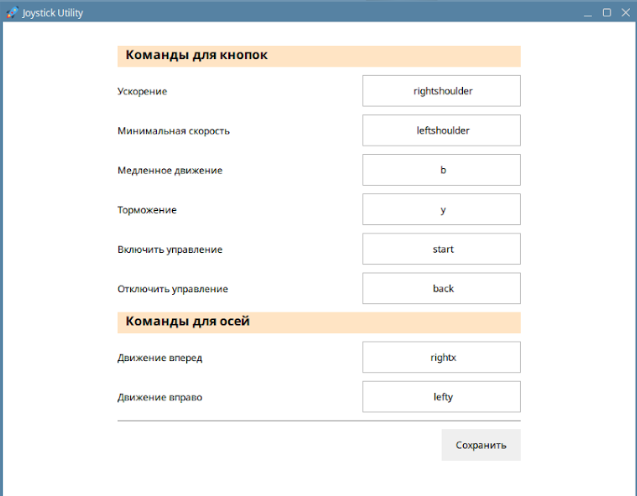 Joystick Utility
Команды для кнопок
Ускорение rightshoulder
Минимальная скорость leftshoulder
Медленное движение b
Торможение y
Включить управление start
Отключить управление back
Команды для осей
Движение вперед rightx
Движение вправо lefty
Сохранить